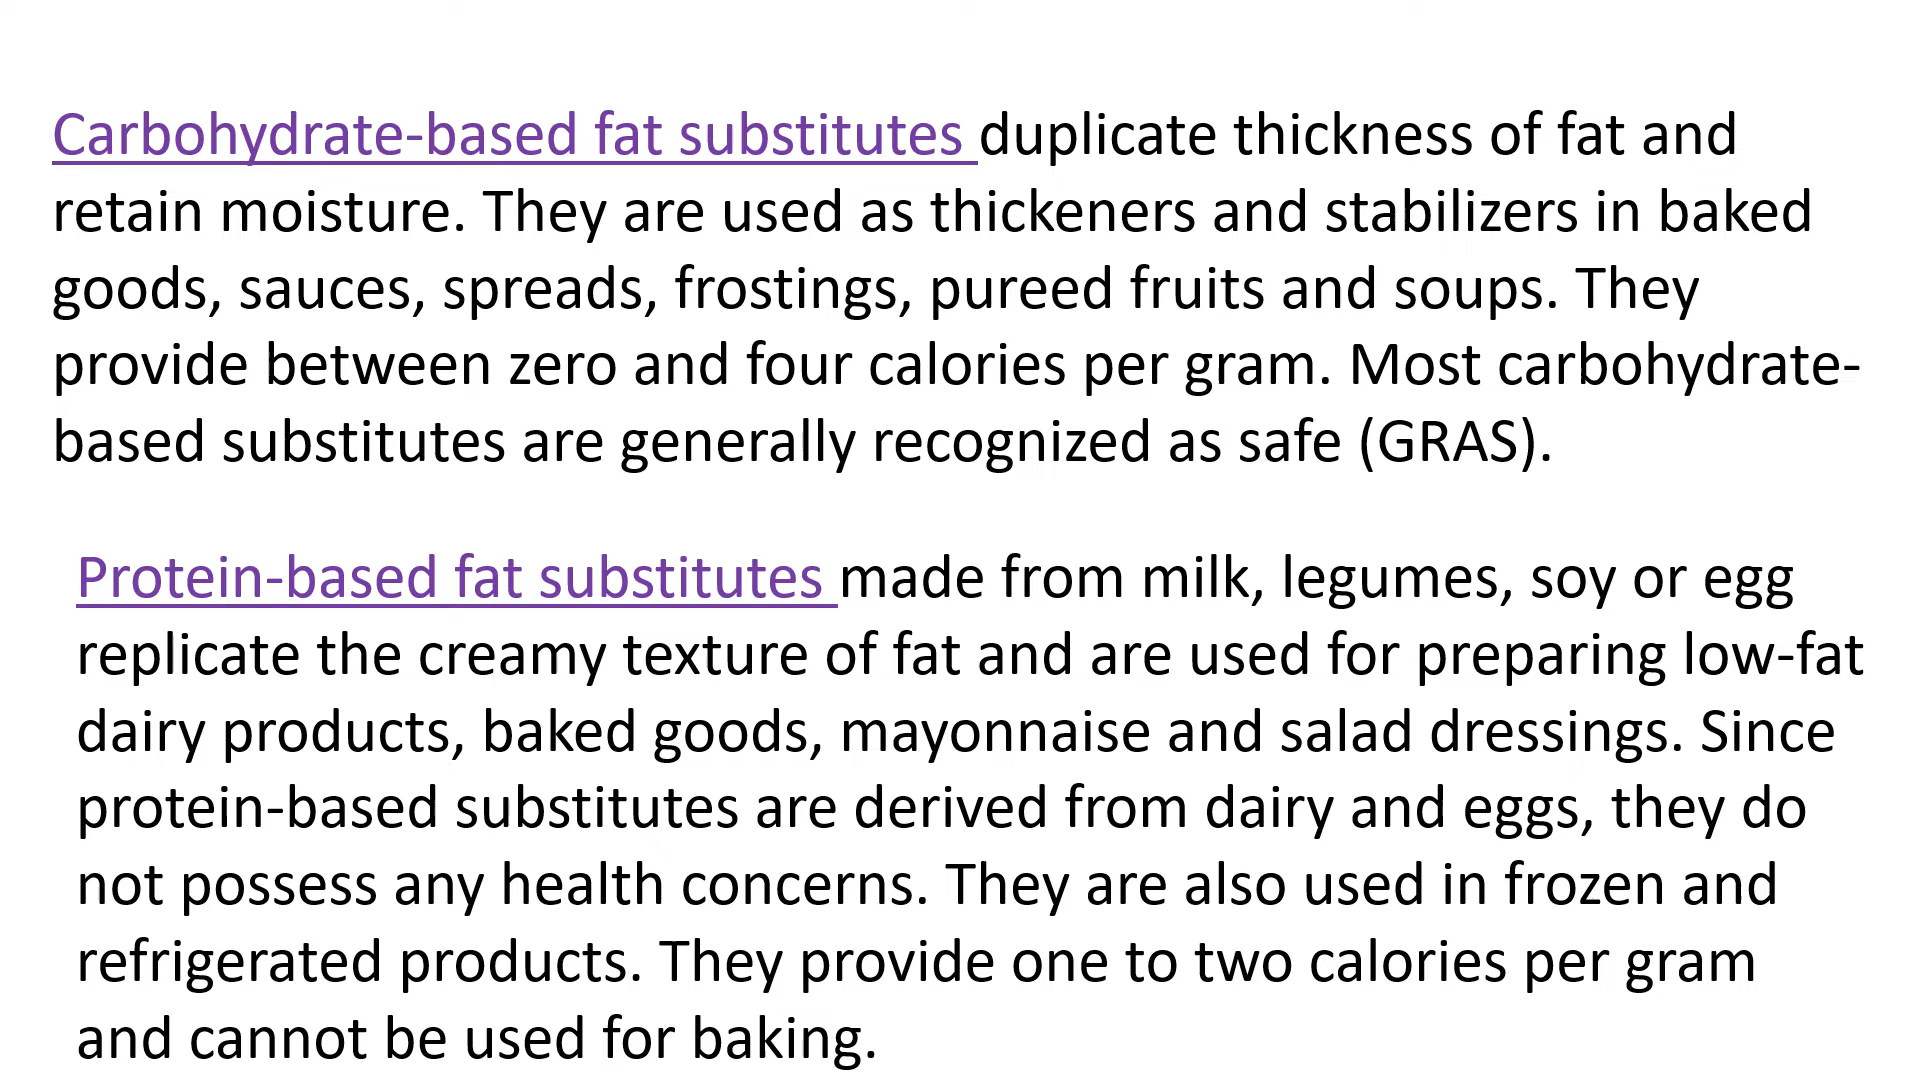 Carbohydrate-based fat substitutes duplicate thickness of fat and
retain moisture. They are used as thickeners and stabilizers in baked
goods, sauces, spreads, frostings, pureed fruits and soups. They
provide between zero and four calories per gram. Most carbohydrate-
based substitutes are generally recognized as safe (GRAS).
Protein-based fat substitutes made from milk, legumes, soy or egg
replicate the creamy texture of fat and are used for preparing low-fat
dairy products, baked goods, mayonnaise and salad dressings. Since
protein-based substitutes are derived from dairy and eggs, they do
not possess any health concerns. They are also used in frozen and
refrigerated products. They provide one to two calories per gram
and cannot be used for baking.